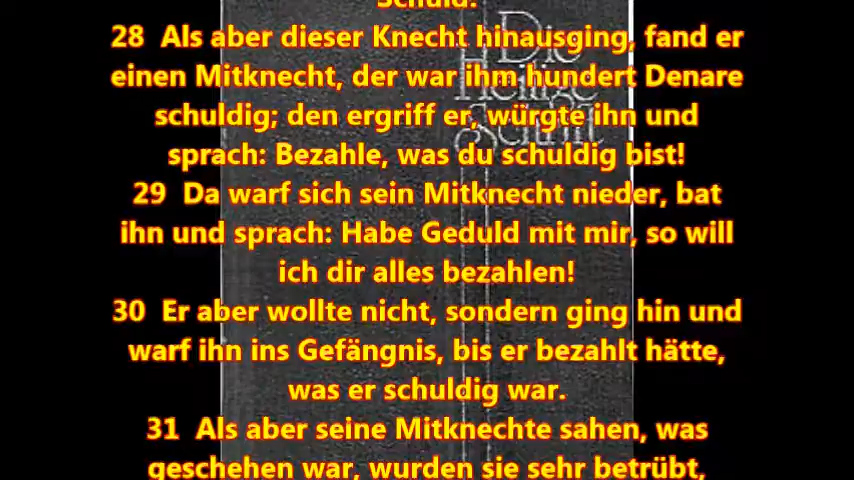 Schuld.
28 Als aber dieser Knecht hinausging, fand er
einen Mitknecht, der war ihm hundert Denare
schuldig; den ergriff er, würgte ihn und
sprach: Bezahle, was du schuldig bist!
29 Da warf sich sein Mitknecht nieder, bat
ihn und sprach: Habe Geduld mit mir, so will
ich dir alles bezahlen!
30 Er aber wollte nicht, sondern ging hin und
warf ihn ins Gefängnis, bis er bezahlt hätte,
was er schuldig war.
31 Als aber seine Mitknechte sahen, was
geschehen war, wurden sie sehr betrübt,
Die
Heilige
Schrift